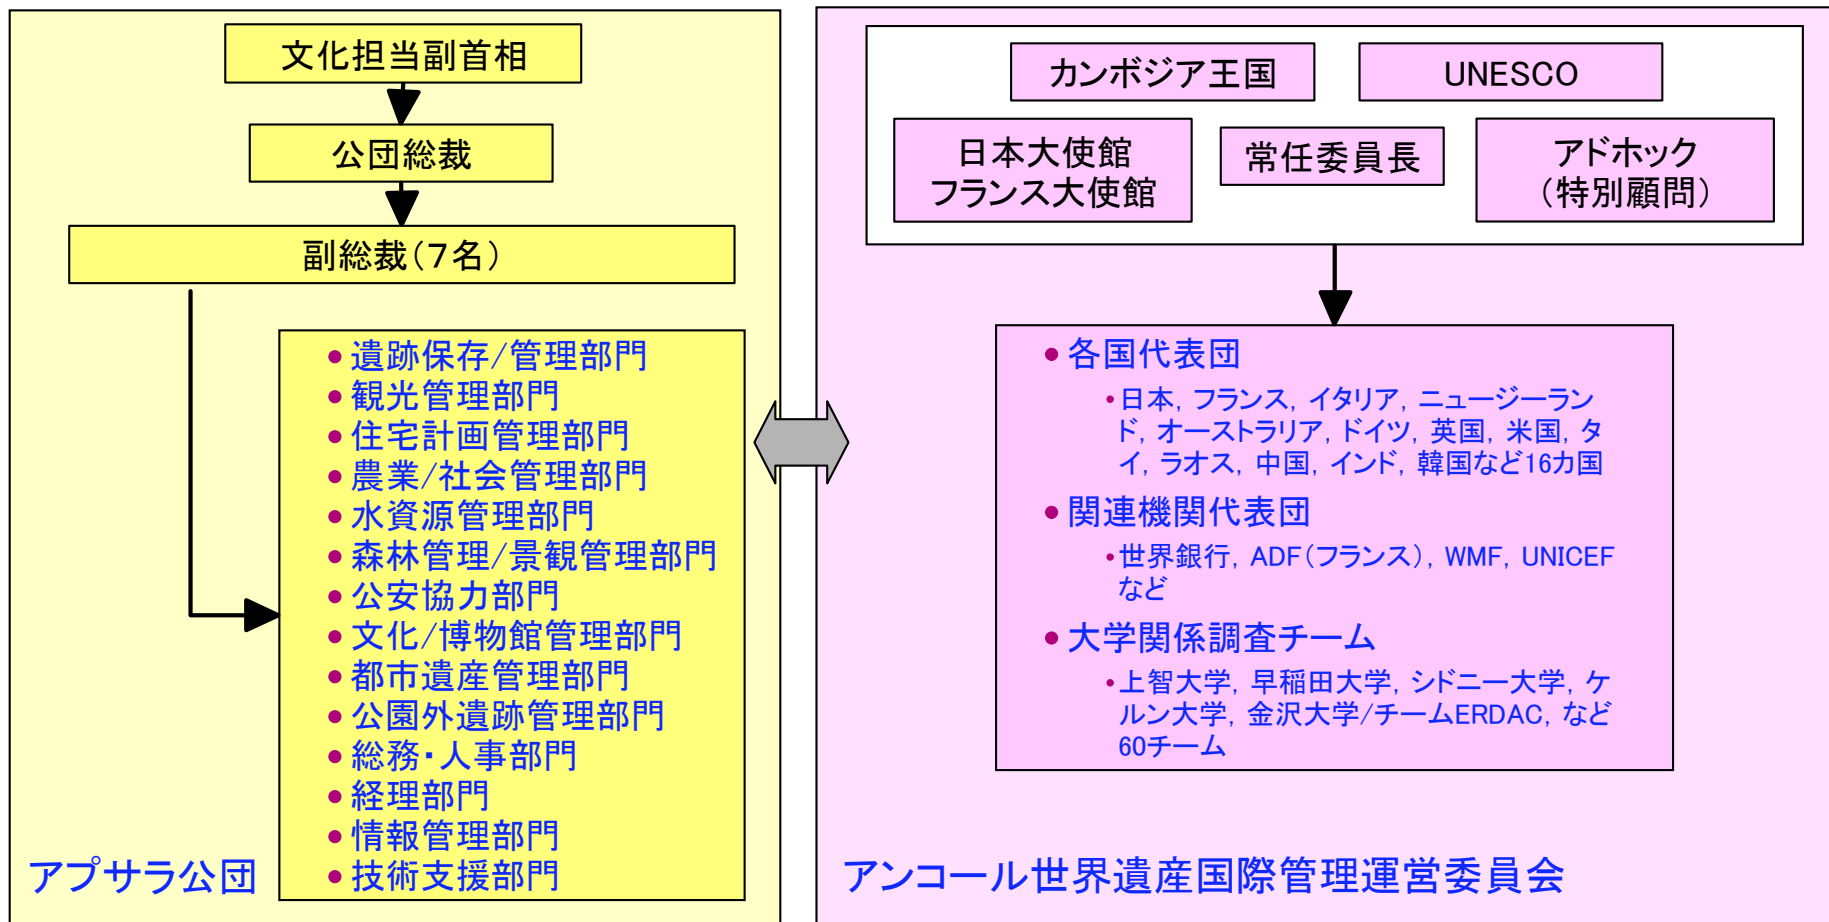 文化担当副首相
公団総裁
副総裁(7名)
• 遺跡保存/管理部門
• 観光管理部門
• 住宅計画管理部門
• 農業/社会管理部門
• 水資源管理部門
• 森林管理/景観管理部門
• 公安協力部門
• 文化/博物館管理部門
• 都市遺産管理部門
• 公園外遺跡管理部門
• 総務・人事部門
• 経理部門
• 情報管理部門
• 技術支援部門
アプサラ公団
カンボジア王国
UNESCO
日本大使館
フランス大使館
常任委員長
アドホック
(特別顧問)
• 各国代表団
• 日本, フランス, イタリア, ニュージーラン
ド, オーストラリア, ドイツ, 英国, 米国, タ
イ, ラオス, 中国, インド, 韓国など16カ国
• 関連機関代表団
• 世界銀行, ADF(フランス), WMF, UNICEF
など
• 大学関係調査チーム
• 上智大学, 早稲田大学, シドニー大学, ケ
ルン大学, 金沢大学/チームERDAC, など
60チーム
アンコール世界遺産国際管理運営委員会